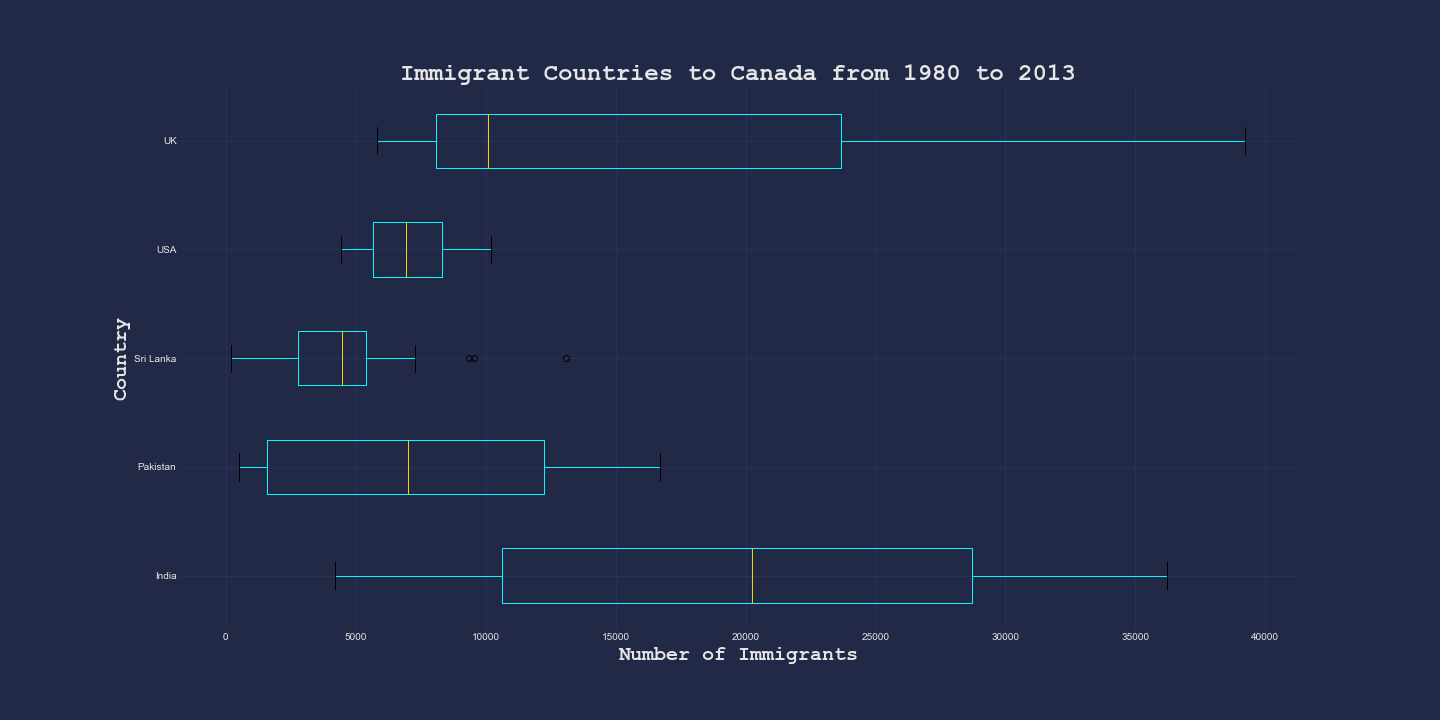 Immigrant Countries to Canada from 1980 to 2013
UK
USA
Sri Lanka
Pakistan
India
Country
0 5000 10000 15000 20000 25000 30000 35000 40000
Number of Immigrants